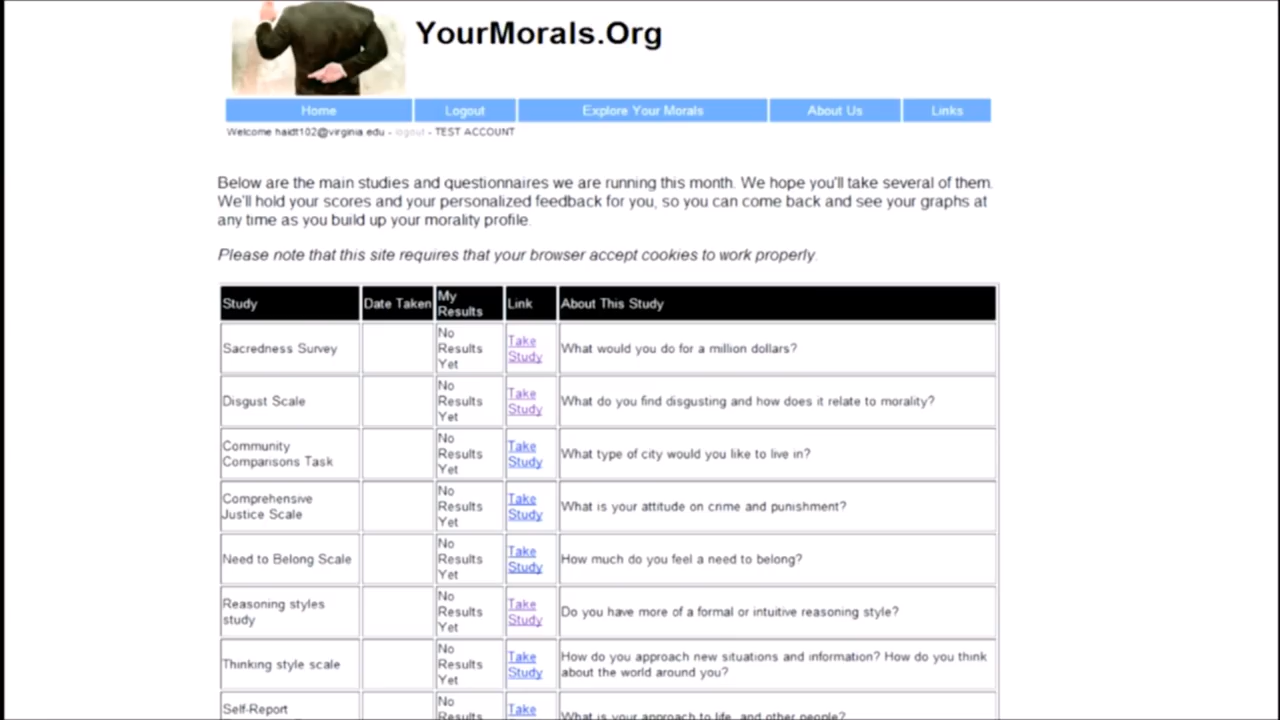 YourMorals.Org
Home Logout Explore Your Morals About Us Links
Welcome haidt102@virginia edu - logout - TEST ACCOUNT
Below are the main studies and questionnaires we are running this month. We hope you'll take several of them.
We'll hold your scores and your personalized feedback for you, so you can come back and see your graphs at
any time as you build up your morality profile.
Please note that this site requires that your browser accept cookies to work properly.
Study Date Taken My Results Link About This Study
Sacredness Survey No Results Yet Take Study What would you do for a million dollars?
Disgust Scale No Results Yet Take Study What do you find disgusting and how does it relate to morality?
Community Comparisons Task No Results Yet Take Study What type of city would you like to live in?
Comprehensive Justice Scale No Results Yet Take Study What is your attitude on crime and punishment?
Need to Belong Scale No Results Yet Take Study How much do you feel a need to belong?
Reasoning styles study No Results Yet Take Study Do you have more of a formal or intuitive reasoning style?
Thinking style scale No Results Yet Take Study How do you approach new situations and information? How do you think about the world around you?
Self-Report No Results Take What is your approach to life, and other people?